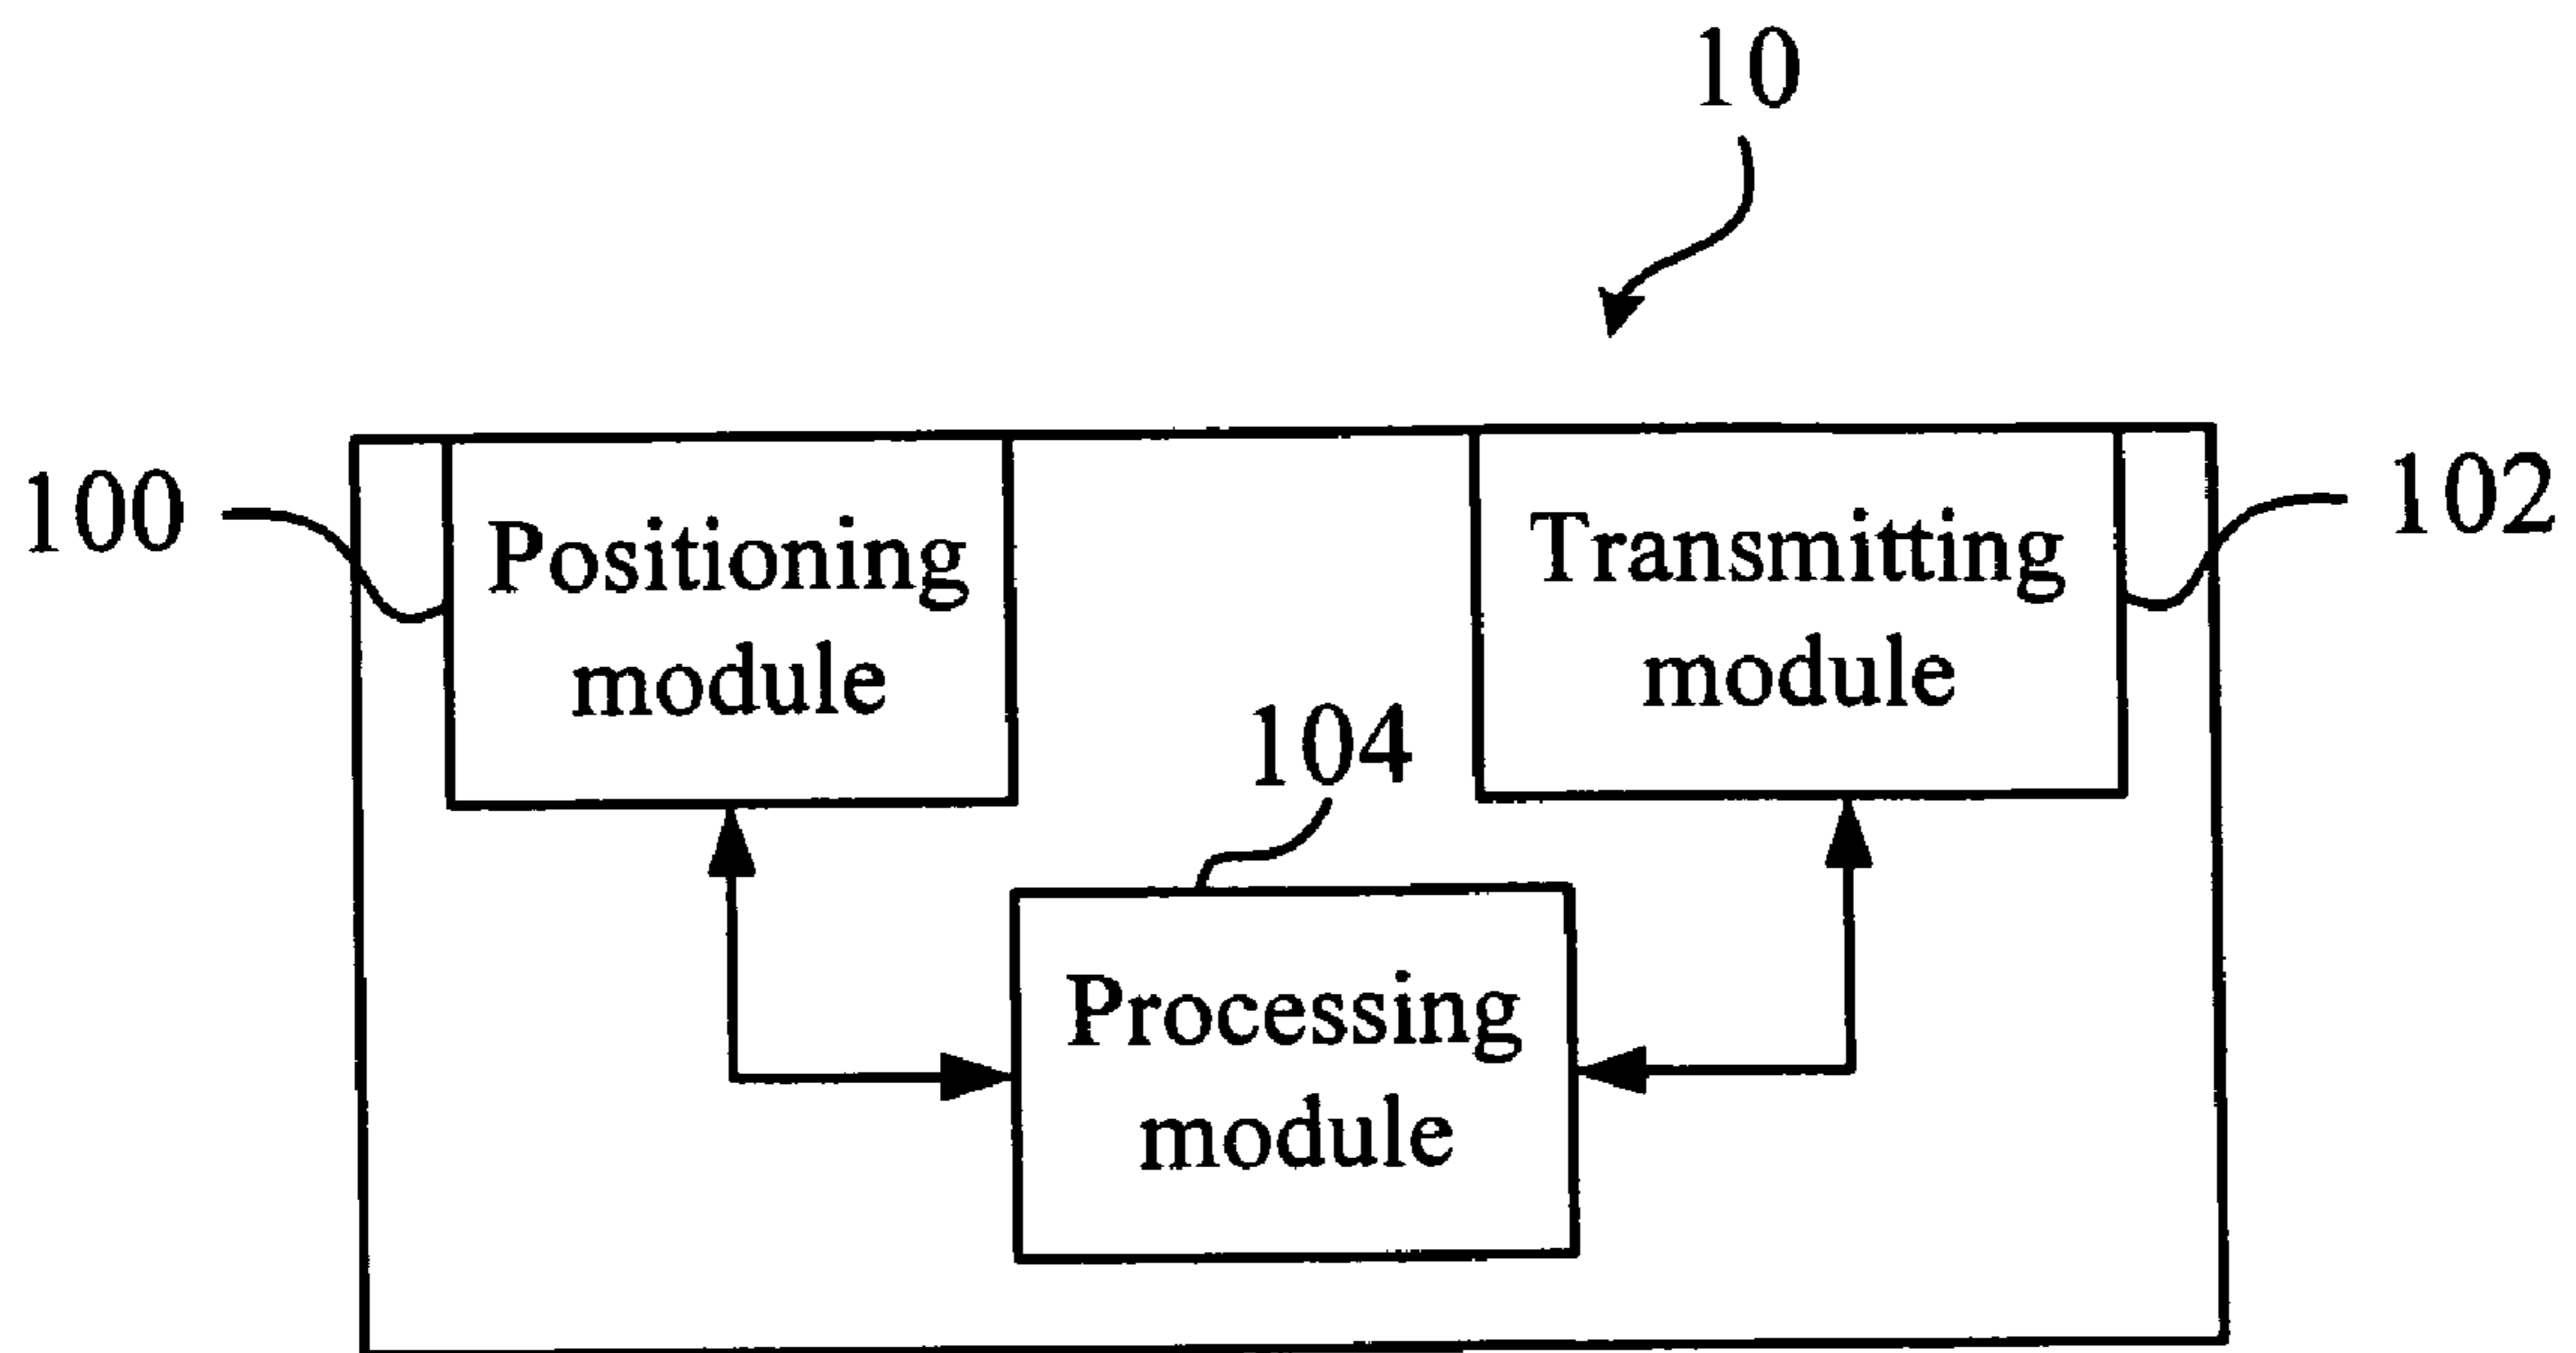 10
100
Positioning
module
Transmitting
module
102
104
Processing
module